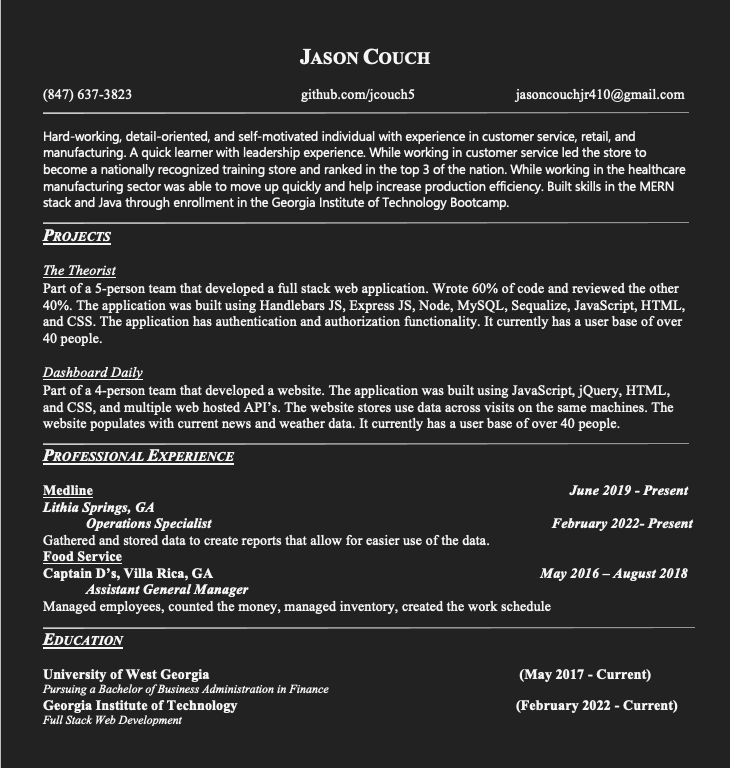 JASON COUCH
(847) 637-3823 github.com/jcouch5 jasoncouchjr410@gmail.com
Hard-working, detail-oriented, and self-motivated individual with experience in customer service, retail, and
manufacturing. A quick learner with leadership experience. While working in customer service led the store to
become a nationally recognized training store and ranked in the top 3 of the nation. While working in the healthcare
manufacturing sector was able to move up quickly and help increase production efficiency. Built skills in the MERN
stack and Java through enrollment in the Georgia Institute of Technology Bootcamp.
PROJECTS
The Theorist
Part of a 5-person team that developed a full stack web application. Wrote 60% of code and reviewed the other
40%. The application was built using Handlebars JS, Express JS, Node, MySQL, Sequalize, JavaScript, HTML,
and CSS. The application has authentication and authorization functionality. It currently has a user base of over
40 people.
Dashboard Daily
Part of a 4-person team that developed a website. The application was built using JavaScript, jQuery, HTML,
and CSS, and multiple web hosted API’s. The website stores use data across visits on the same machines. The
website populates with current news and weather data. It currently has a user base of over 40 people.
PROFESSIONAL EXPERIENCE
Medline June 2019 - Present
Lithia Springs, GA
Operations Specialist February 2022- Present
Gathered and stored data to create reports that allow for easier use of the data.
Food Service
Captain D’s, Villa Rica, GA May 2016 – August 2018
Assistant General Manager
Managed employees, counted the money, managed inventory, created the work schedule
EDUCATION
University of West Georgia (May 2017 - Current)
Pursuing a Bachelor of Business Administration in Finance
Georgia Institute of Technology (February 2022 - Current)
Full Stack Web Development